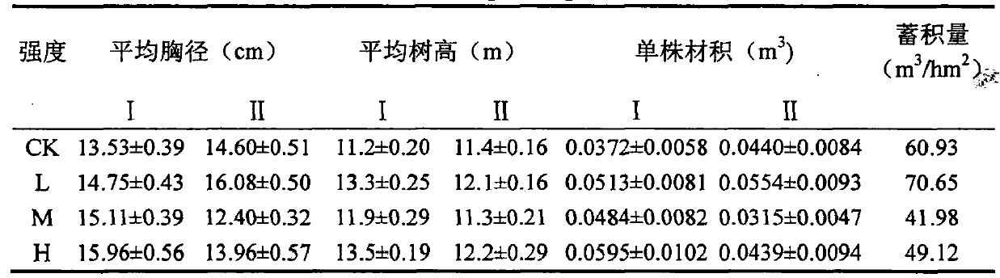 强度 平均胸径（cm） 平均树高（m） 单株材积（m³） 蓄积量（m³/hm²）
I II I II I II
CK 13.53±0.39 14.60±0.51 11.2±0.20 11.4±0.16 0.0372±0.0058 0.0440±0.0084 60.93
L 14.75±0.43 16.08±0.50 13.3±0.25 12.1±0.16 0.0513±0.0081 0.0554±0.0093 70.65
M 15.11±0.39 12.40±0.32 11.9±0.29 11.3±0.21 0.0484±0.0082 0.0315±0.0047 41.98
H 15.96±0.56 13.96±0.57 13.5±0.19 12.2±0.29 0.0595±0.0102 0.0439±0.0094 49.12